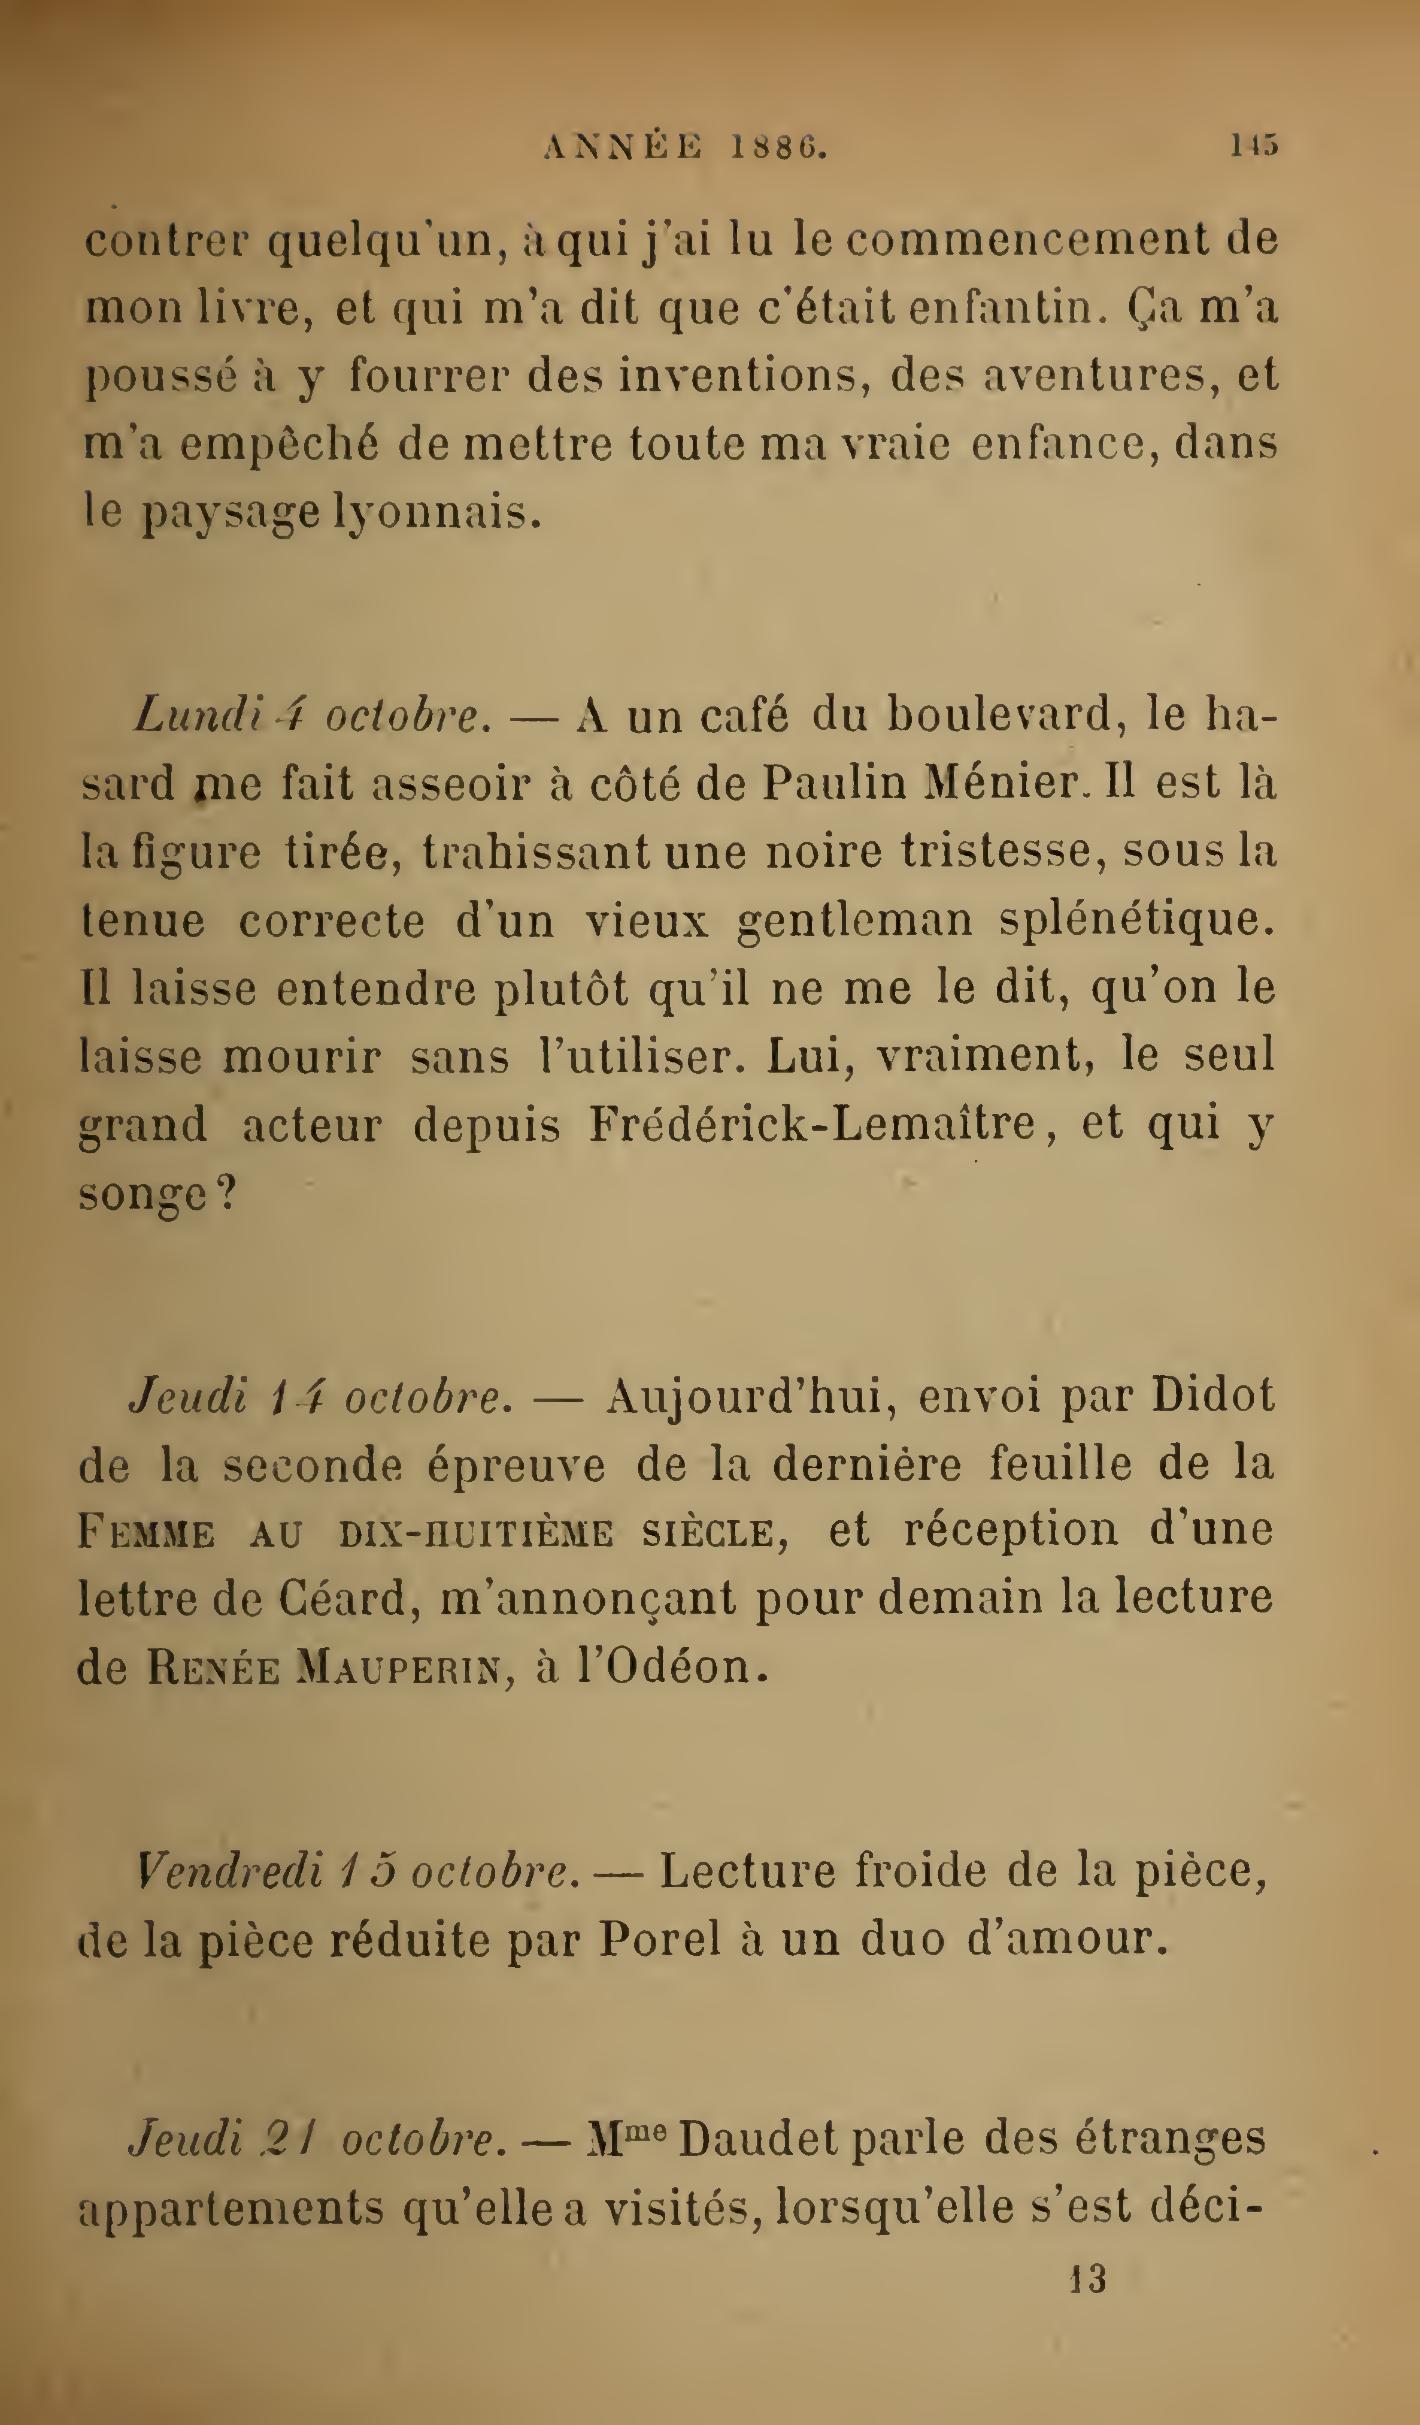 ANNÉE 1886. 145
contrer quelqu'un, à qui j'ai lu le commencement de
mon livre, et qui m'a dit que c'était enfantin. Ça m'a
poussé à y fourrer des inventions, des aventures, et
m'a empêché de mettre toute ma vraie enfance, dans
le paysage lyonnais.
Lundi 4 octobre. — A un café du boulevard, le ha-
sard me fait asseoir à côté de Paulin Ménier. Il est là
la figure tirée, trahissant une noire tristesse, sous la
tenue correcte d'un vieux gentleman splénétique.
Il laisse entendre plutôt qu'il ne me le dit, qu'on le
laisse mourir sans l'utiliser. Lui, vraiment, le seul
grand acteur depuis Frédérick-Lemaître, et qui y
songe?
Jeudi 14 octobre. — Aujourd'hui, envoi par Didot
de la seconde épreuve de la dernière feuille de la
FEMME AU DIX-HUITIÈME SIÈCLE, et réception d'une
lettre de Céard, m'annonçant pour demain la lecture
de RENÉE MAUPERIN, à l'Odéon.
Vendredi 15 octobre. — Lecture froide de la pièce,
de la pièce réduite par Porel à un duo d'amour.
Jeudi 21 octobre. — Mme Daudet parle des étranges
appartements qu'elle a visités, lorsqu'elle s'est déci-
13